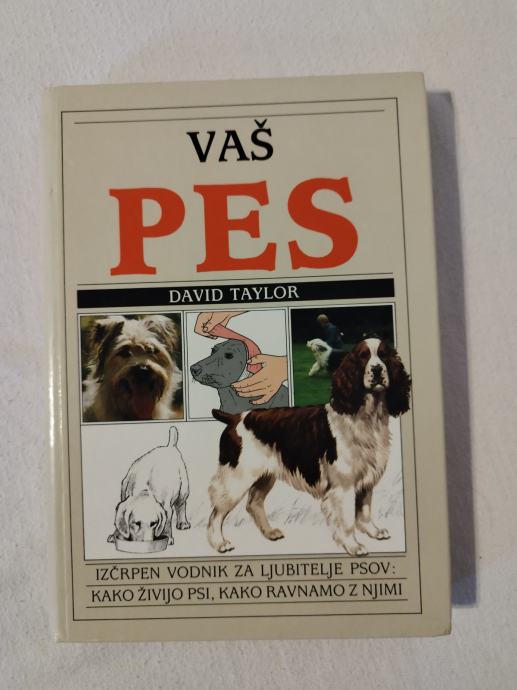 VAŠ
PES
DAVID TAYLOR
IZČRPEN VODNIK ZA LJUBITELJE PSOV:
KAKO ŽIVIJO PSI, KAKO RAVNAMO Z NJIMI